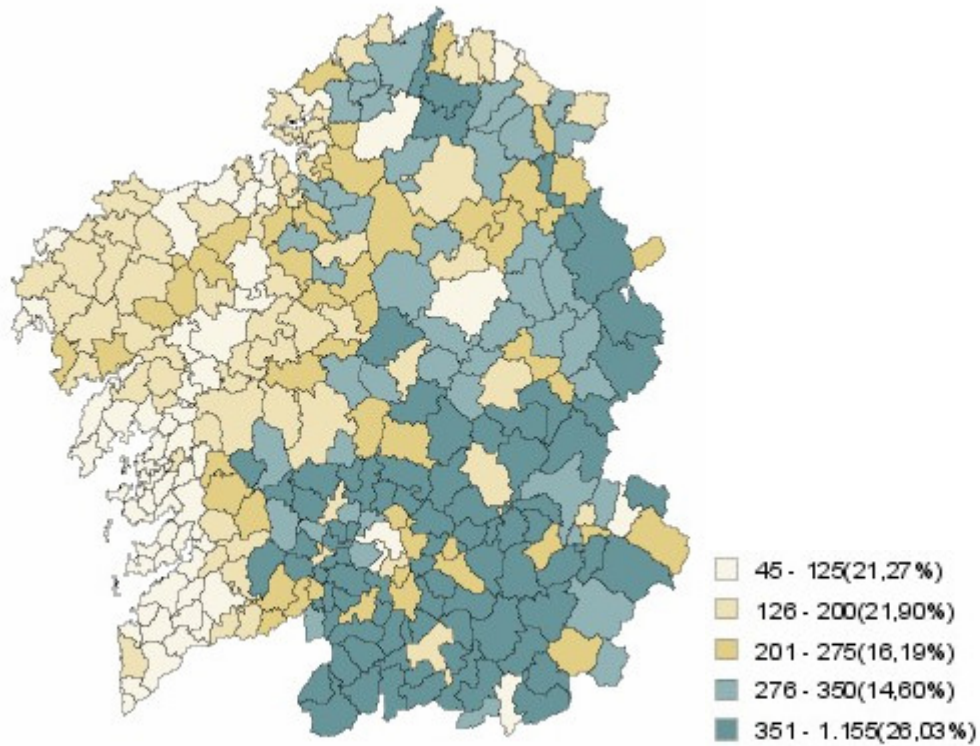 45 - 125(21,27%)
126 - 200(21,90%)
201 - 275(16,19%)
276 - 350(14,60%)
351 - 1.155(26,03%)